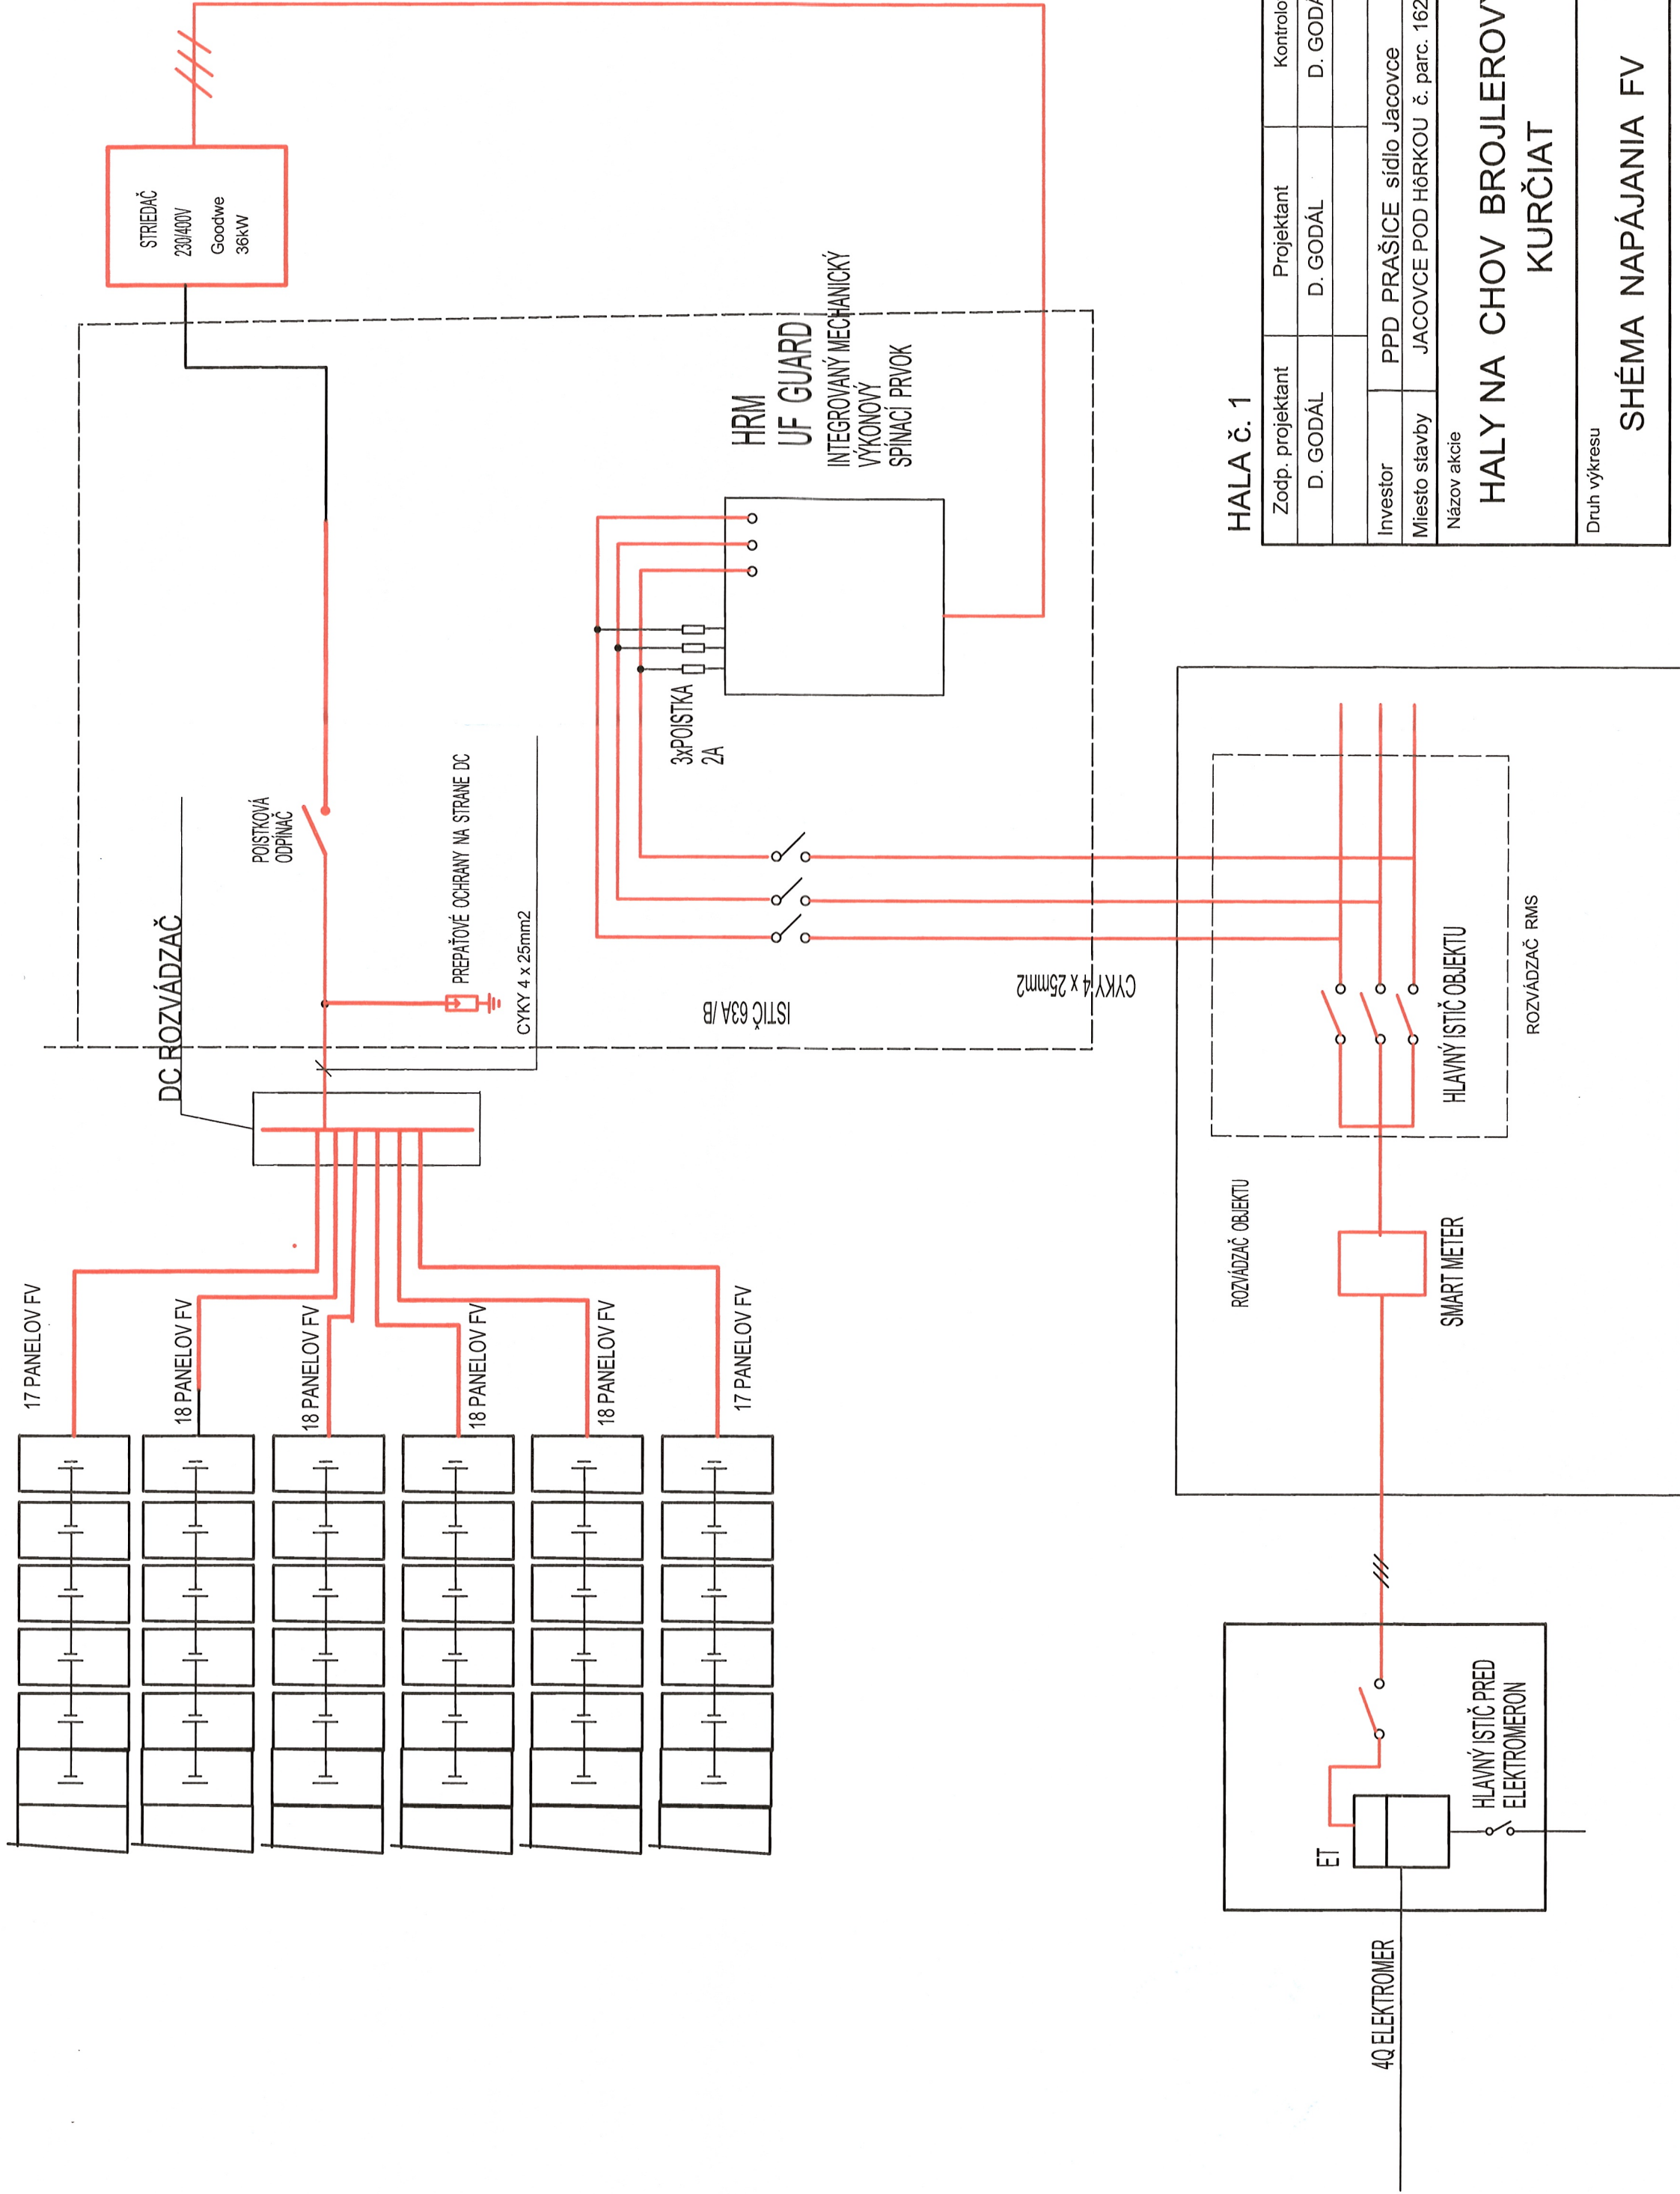 17 PANELOV FV
18 PANELOV FV
18 PANELOV FV
18 PANELOV FV
18 PANELOV FV
17 PANELOV FV
DC ROZVÁDZAČ
POISTKOVÁ
ODPÍNAČ
PREPÄŤOVÉ OCHRANY NA STRANE DC
CYKY 4 x 25mm2
STRIEDAČ
230/400V
Goodwe
36kW
HRM
UF GUARD
INTEGROVANÝ MECHANICKÝ
VÝKONOVÝ
SPÍNACÍ PRVOK
3xPOISTKA
2A
ISTIČ 63A /B
CYKY 4 x 25mm2
4Q ELEKTROMER
ET
HLAVNÝ ISTIČ PRED
ELEKTROMERON
ROZVÁDZAČ OBJEKTU
SMART METER
HLAVNÝ ISTIČ OBJEKTU
ROZVÁDZAČ RMS
HALA č. 1
Zodp. projektant Projektant Kontrolo
D. GODÁL D. GODÁL D. GODÁ
Investor PPD PRAŠICE sídlo Jacovce
Miesto stavby JACOVCE POD HôRKOU č. parc. 162
Názov akcie
HALY NA CHOV BROJLEROVÝ
KURČIAT
Druh výkresu
SHÉMA NAPÁJANIA FV